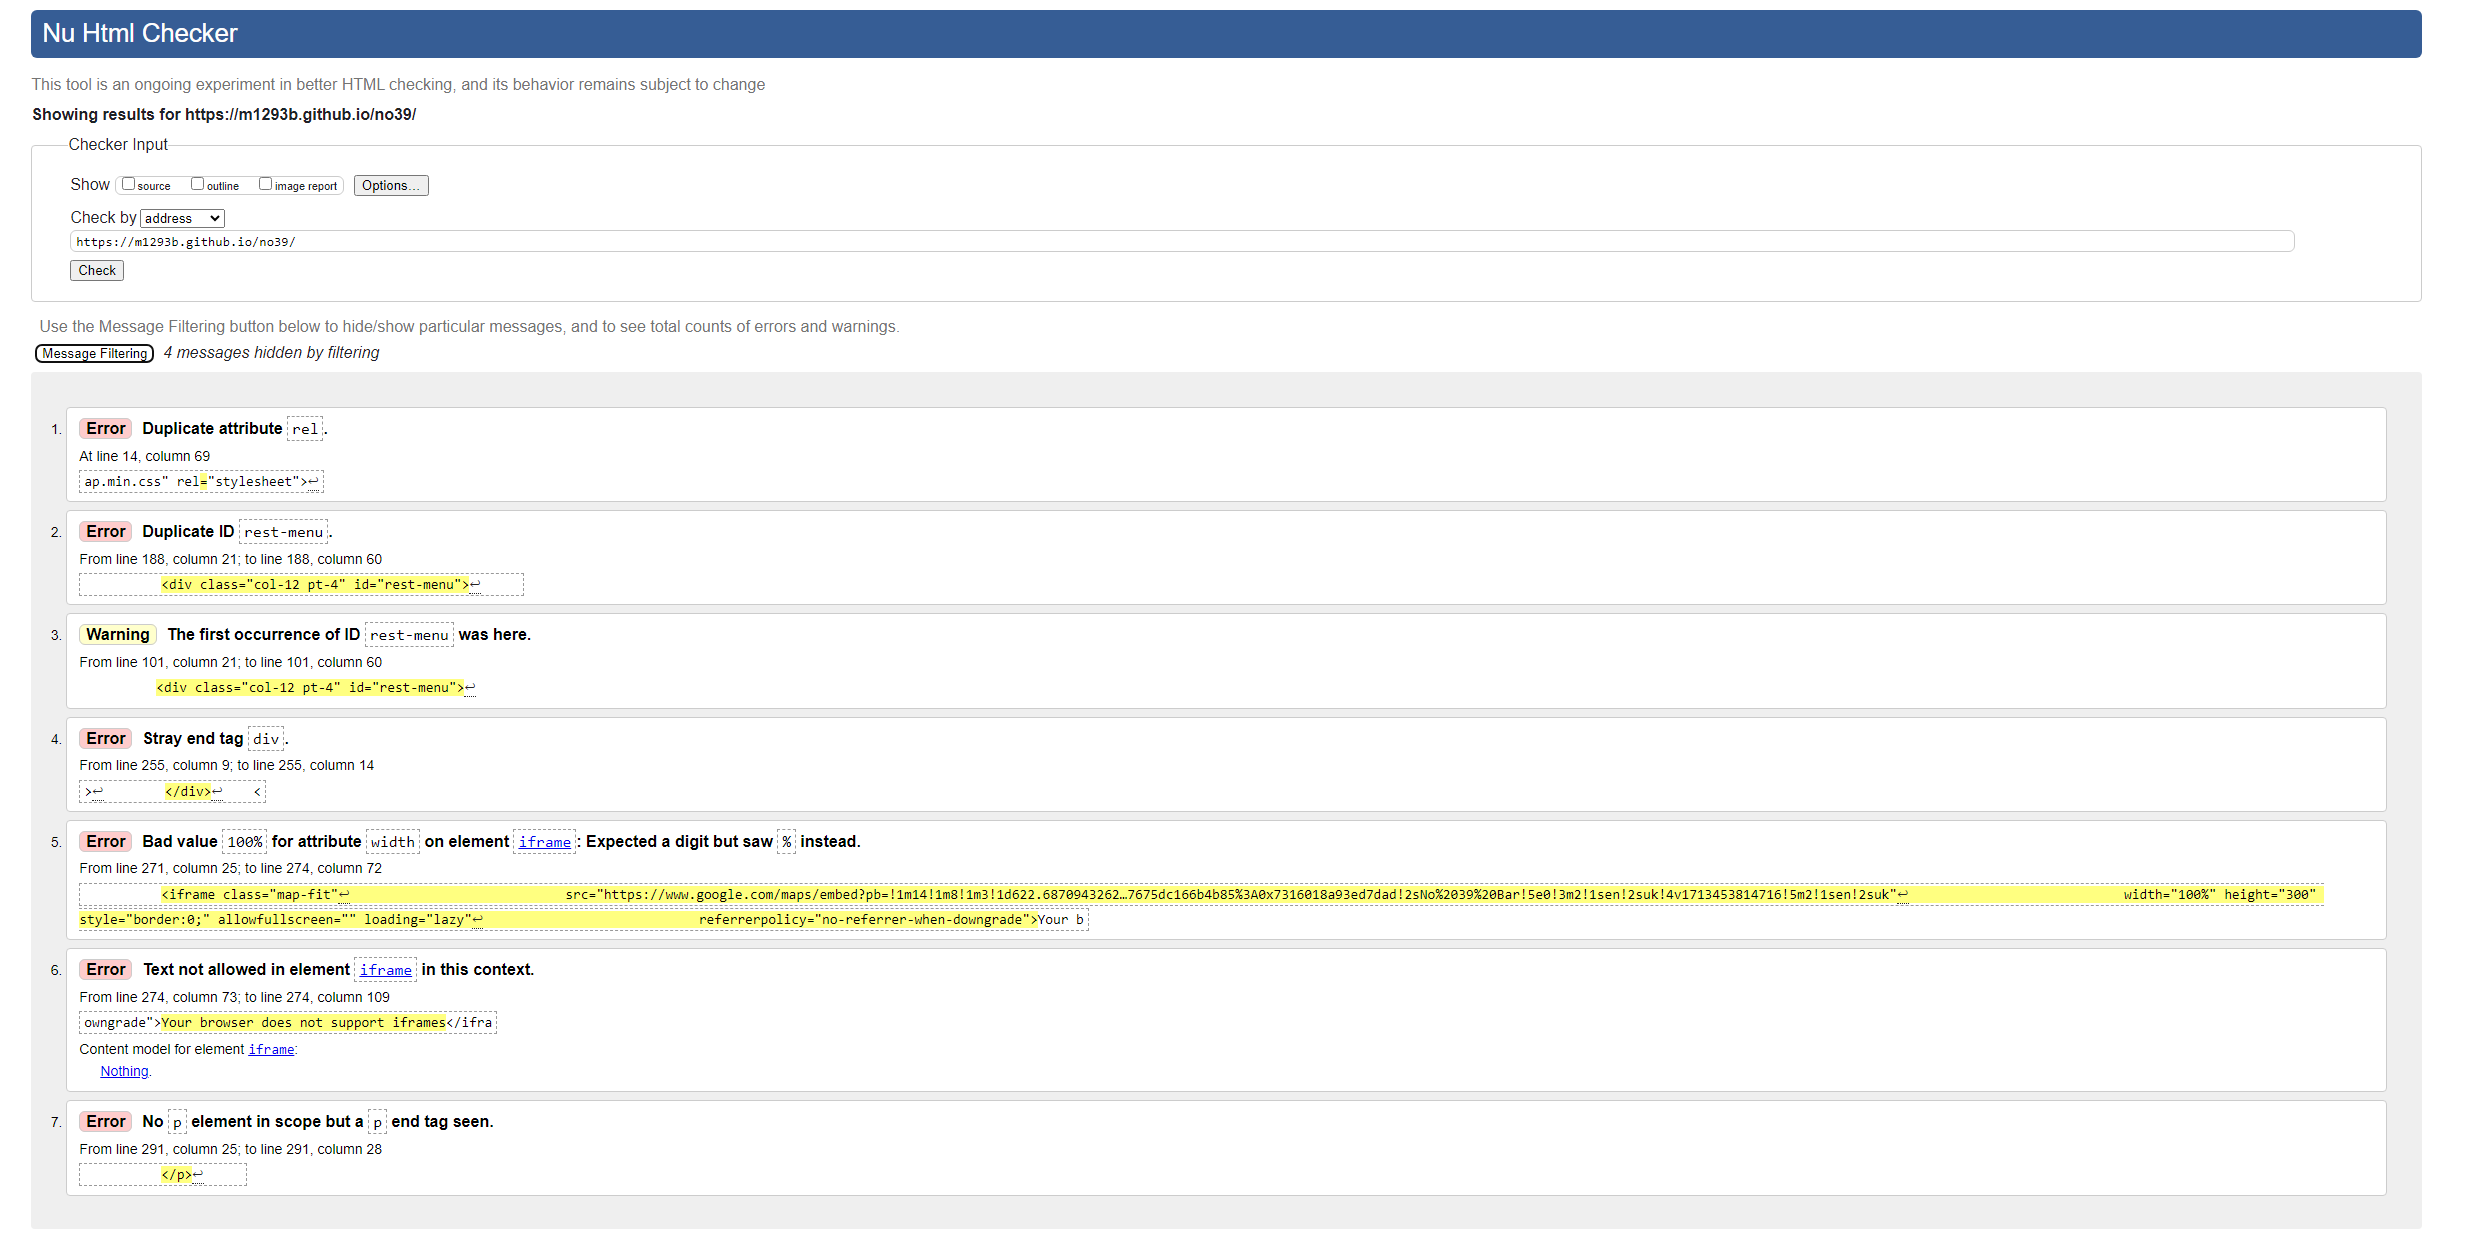 Nu Html Checker
This tool is an ongoing experiment in better HTML checking, and its behavior remains subject to change
Showing results for https://m1293b.github.io/no39/
Checker Input
Show source outline image report Options...
Check by address
https://m1293b.github.io/no39/
Check
Use the Message Filtering button below to hide/show particular messages, and to see total counts of errors and warnings.
Message Filtering 4 messages hidden by filtering
1. Error Duplicate attribute rel.
At line 14, column 69
ap.min.css" rel="stylesheet">↩
2. Error Duplicate ID rest-menu.
From line 188, column 21; to line 188, column 60
<div class="col-12 pt-4" id="rest-menu">↩
3. Warning The first occurrence of ID rest-menu was here.
From line 101, column 21; to line 101, column 60
<div class="col-12 pt-4" id="rest-menu">↩
4. Error Stray end tag div.
From line 255, column 9; to line 255, column 14
>↩ </div>↩ <
5. Error Bad value 100% for attribute width on element iframe: Expected a digit but saw % instead.
From line 271, column 25; to line 274, column 72
<iframe class="map-fit"↩ src="https://www.google.com/maps/embed?pb=!1m14!1m8!1m3!1d622.6870943262…7675dc166b4b85%3A0x7316018a93ed7dad!2sNo%2039%20Bar!5e0!3m2!1sen!2suk!4v1713453814716!5m2!1sen!2suk"↩ width="100%" height="300"
style="border:0;" allowfullscreen="" loading="lazy"↩ referrerpolicy="no-referrer-when-downgrade">Your b
6. Error Text not allowed in element iframe in this context.
From line 274, column 73; to line 274, column 109
owngrade">Your browser does not support iframes</ifra
Content model for element iframe:
Nothing.
7. Error No p element in scope but a p end tag seen.
From line 291, column 25; to line 291, column 28
</p>↩